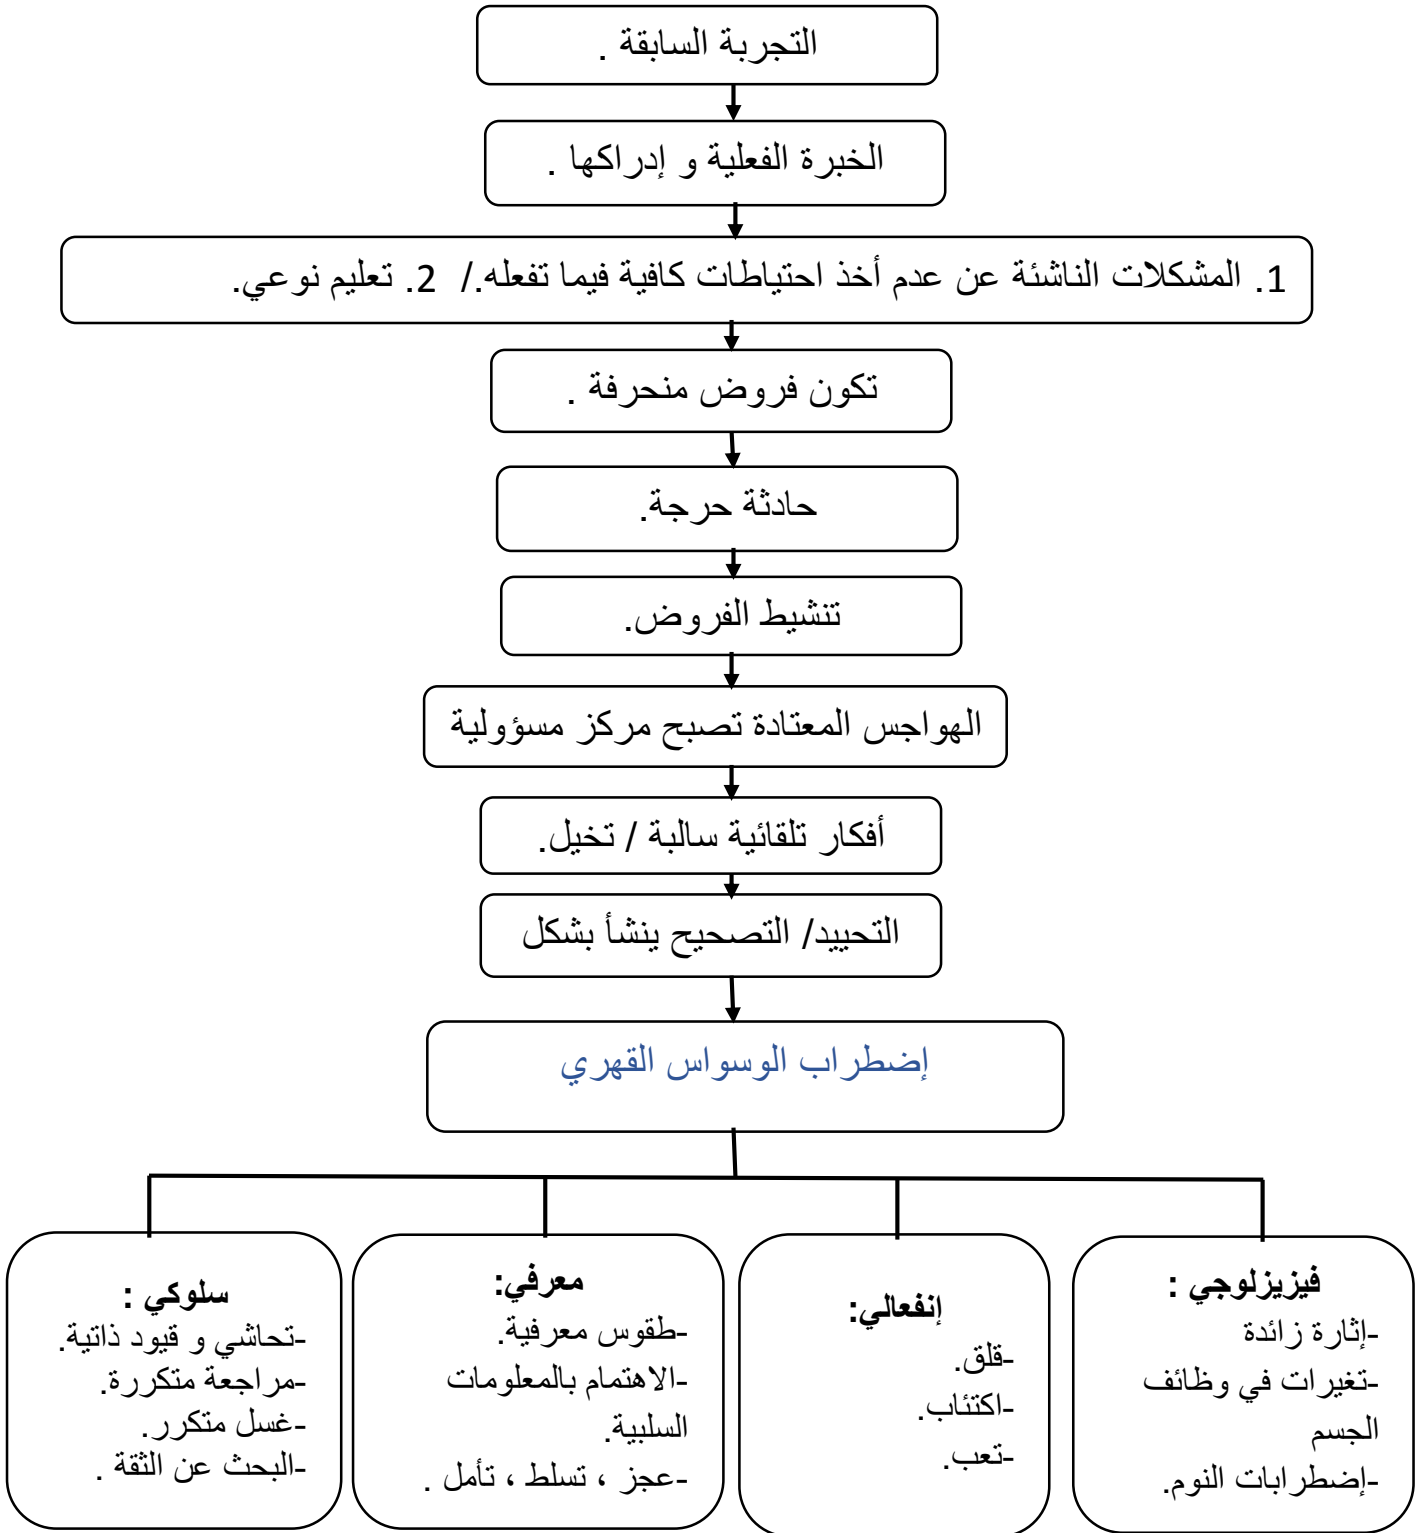 التجربة السابقة .
الخبرة الفعلية و إدراكها .
1. المشكلات الناشئة عن عدم أخذ احتياطات كافية فيما تفعله./ 2. تعليم نوعي.
تكون فروض منحرفة .
حادثة حرجة.
تنشيط الفروض.
الهواجس المعتادة تصبح مركز مسؤولية
أفكار تلقائية سالبة / تخيل.
التحييد/ التصحيح ينشأ بشكل
إضطراب الوسواس القهري
فيزيزلوجي :
-إثارة زائدة
-تغيرات في وظائف
الجسم
-إضطرابات النوم.
إنفعالي:
-قلق.
-اكتئاب.
-تعب.
معرفي:
-طقوس معرفية.
-الاهتمام بالمعلومات
السلبية.
-عجز ، تسلط ، تأمل .
سلوكي :
-تحاشي و قيود ذاتية.
-مراجعة متكررة.
-غسل متكرر.
-البحث عن الثقة .